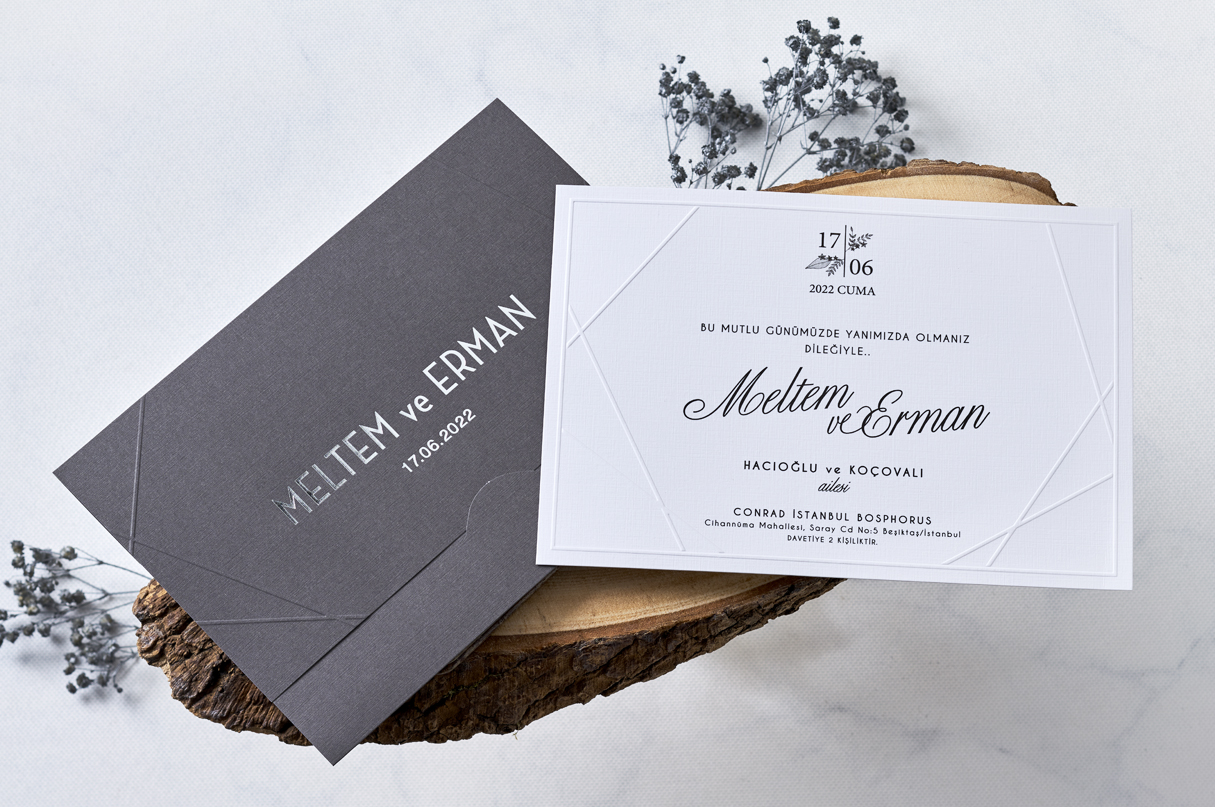 MELTEM ve ERMAN
17.06.2022
17
06
2022 CUMA
BU MUTLU GÜNÜMÜZDE YANIMIZDA OLMANIZ
DİLEĞİYLE..
Meltem
ve Erman
HACIOĞLU ve KOÇOVALI
ailesi
CONRAD İSTANBUL BOSPHORUS
Cihannüma Mahallesi, Saray Cd No:5 Beşiktaş/İstanbul
DAVETİYE 2 KİŞİLİKTİR.